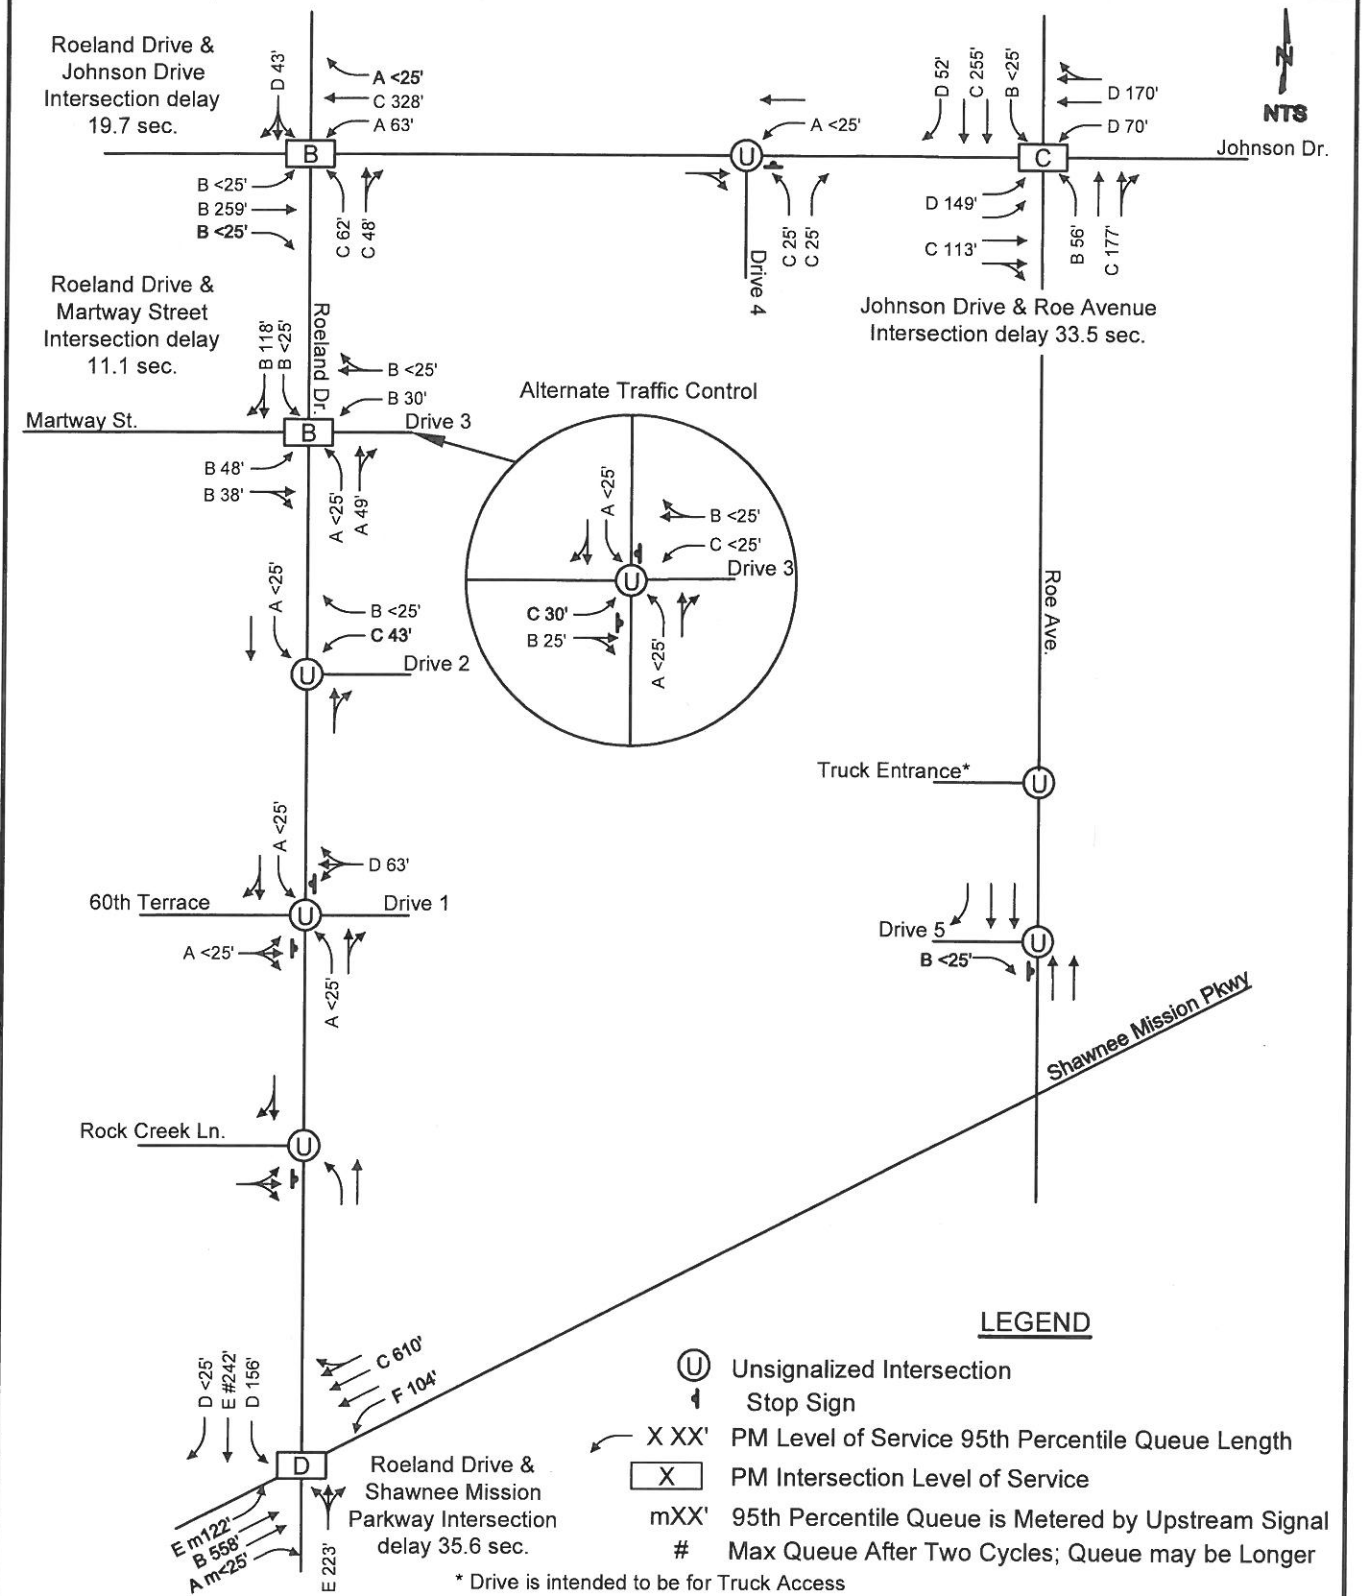 Roeland Drive &
Johnson Drive
Intersection delay
19.7 sec.
D 43'
A <25'
C 328'
A 63'
B
B <25'
B 259'
B <25'
C 62'
C 48'
A <25'
U
C 25'
C 25'
Drive 4
D 52'
C 255'
B <25'
D 170'
D 70'
N
NTS
Johnson Dr.
C
D 149'
C 113'
B 56'
C 177'
Johnson Drive & Roe Avenue
Intersection delay 33.5 sec.
Roeland Drive &
Martway Street
Intersection delay
11.1 sec.
Roeland Dr.
B 118'
B <25'
B <25'
B 30'
Martway St.
B
Drive 3
B 48'
B 38'
A <25'
A 49'
Alternate Traffic Control
A <25'
B <25'
C <25'
Drive 3
U
C 30'
B 25'
A <25'
Roe Ave.
A <25'
B <25'
C 43'
U
Drive 2
Truck Entrance*
U
A <25'
D 63'
60th Terrace
U
Drive 1
A <25'
A <25'
Drive 5
U
B <25'
Shawnee Mission Pkwy
Rock Creek Ln.
U
D <25'
E #242'
D 156'
C 610'
F 104'
D
E m122'
B 558'
A m<25'
E 223'
Roeland Drive &
Shawnee Mission
Parkway Intersection
delay 35.6 sec.
LEGEND
U Unsignalized Intersection
Stop Sign
X XX' PM Level of Service 95th Percentile Queue Length
X PM Intersection Level of Service
mXX' 95th Percentile Queue is Metered by Upstream Signal
# Max Queue After Two Cycles; Queue may be Longer
* Drive is intended to be for Truck Access